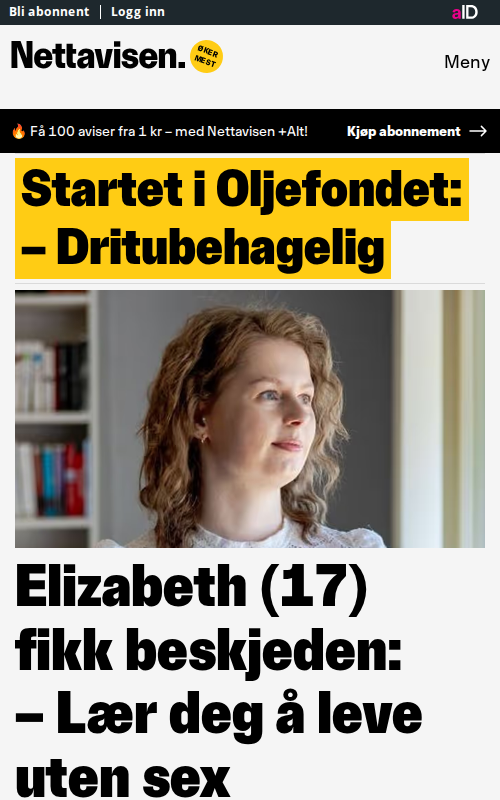 Bli abonnent | Logg inn
aID
Nettavisen.
ØKER MEST
Meny
🔥 Få 100 aviser fra 1 kr – med Nettavisen +Alt!
Kjøp abonnement →
Startet i Oljefondet:
– Dritubehagelig
Elizabeth (17)
fikk beskjeden:
– Lær deg å leve
uten sex